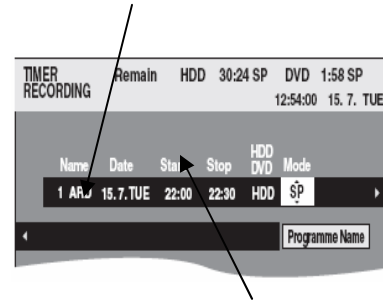 TIMER RECORDING Remain HDD 30:24 SP DVD 1:58 SP
12:54:00 15. 7. TUE
Name Date Start Stop HDD DVD Mode
1 ARD 15. 7. TUE 22:00 22:30 HDD SP
Programme Name